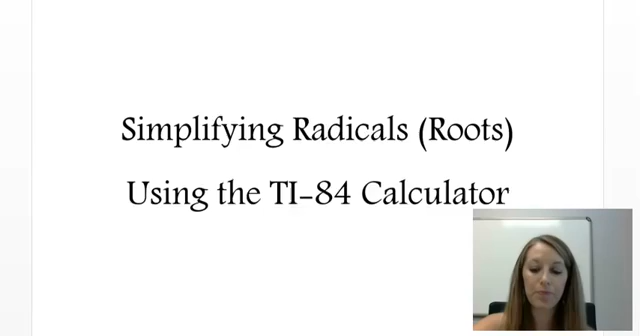 Simplifying Radicals (Roots)
Using the TI-84 Calculator